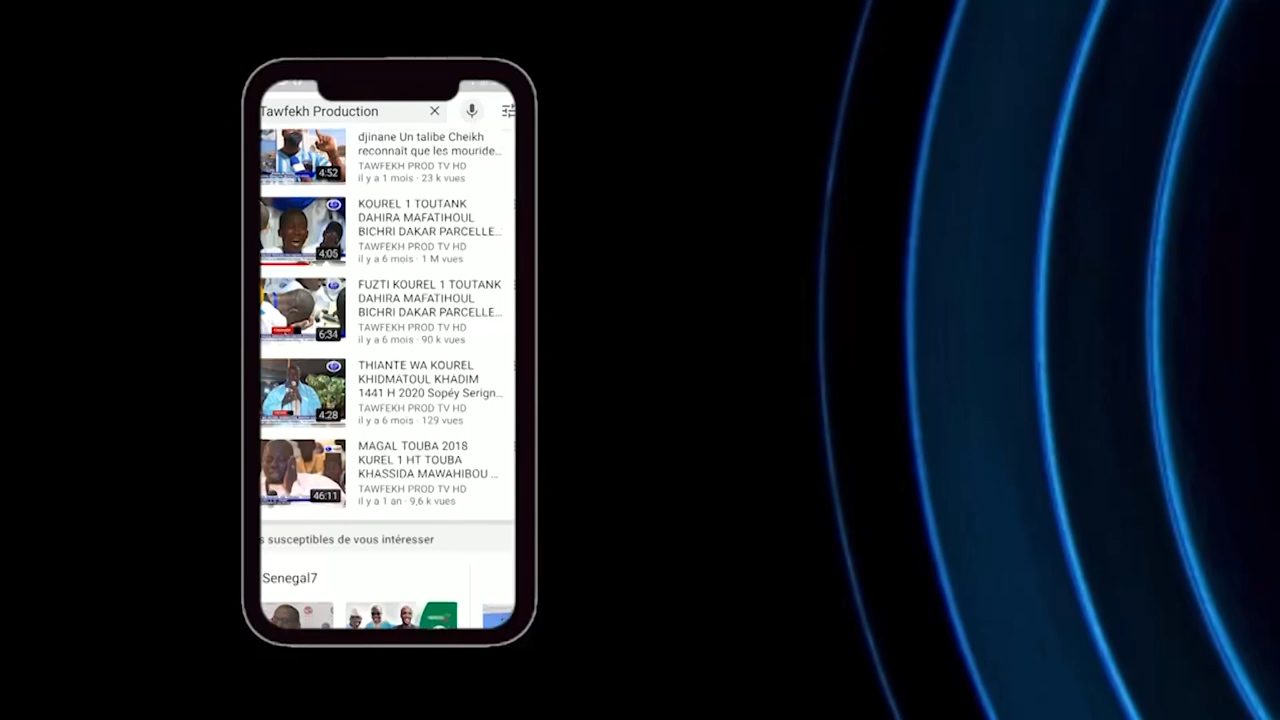 Tawfekh Production
djinane Un talibe Cheikh
reconnaît que les mouride...
TAWFEKH PROD TV HD
il y a 1 mois · 23 k vues
4:52
KOUREL 1 TOUTANK
DAHIRA MAFATIHOUL
BICHRI DAKAR PARCELLE...
TAWFEKH PROD TV HD
il y a 6 mois · 1 M vues
4:05
FUZTI KOUREL 1 TOUTANK
DAHIRA MAFATIHOUL
BICHRI DAKAR PARCELLE...
TAWFEKH PROD TV HD
il y a 6 mois · 90 k vues
6:34
THIANTE WA KOUREL
KHIDMATOUL KHADIM
1441 H 2020 Sopéy Serign...
TAWFEKH PROD TV HD
il y a 6 mois · 129 vues
4:28
MAGAL TOUBA 2018
KUREL 1 HT TOUBA
KHASSIDA MAWAHIBOU ...
TAWFEKH PROD TV HD
il y a 1 an · 9,6 k vues
46:11
s susceptibles de vous intéresser
Senegal7